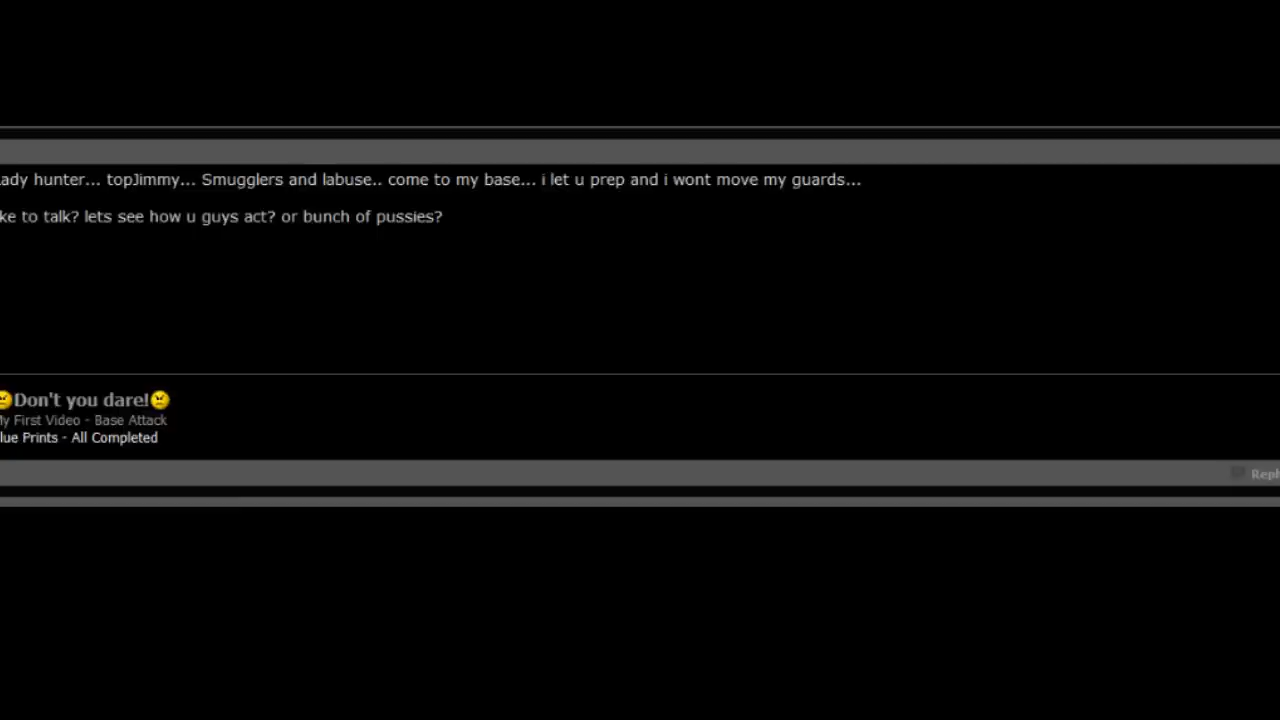 ady hunter... topJimmy... Smugglers and labuse.. come to my base... i let u prep and i wont move my guards...
ke to talk? lets see how u guys act? or bunch of pussies?
Don't you dare!
My First Video - Base Attack
lue Prints - All Completed
Repl